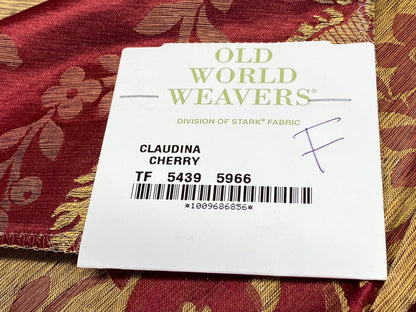 OLD
WORLD
WEAVERS®
DIVISION OF STARK® FABRIC
F
CLAUDINA
CHERRY
TF 5439 5966
*1009686856*